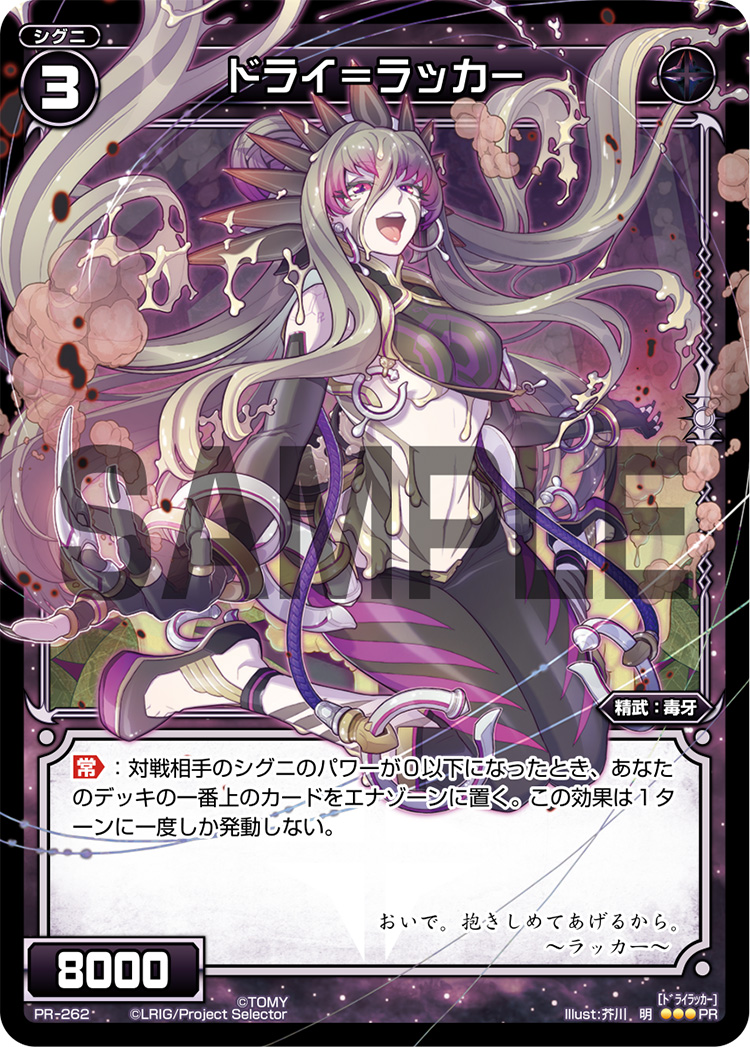 シグニ
3
ドライ=ラッカー
SAMPLE
精武:毒牙
常:対戦相手のシグニのパワーが0以下になったとき、あなた
のデッキの一番上のカードをエナゾーンに置く。この効果は1タ
ーンに一度しか発動しない。
おいで。抱きしめてあげるから。
~ラッカー~
8000
©TOMY
[ドライラッカー]
PR-262 ©LRIG/Project Selector Illust:芥川 明 PR